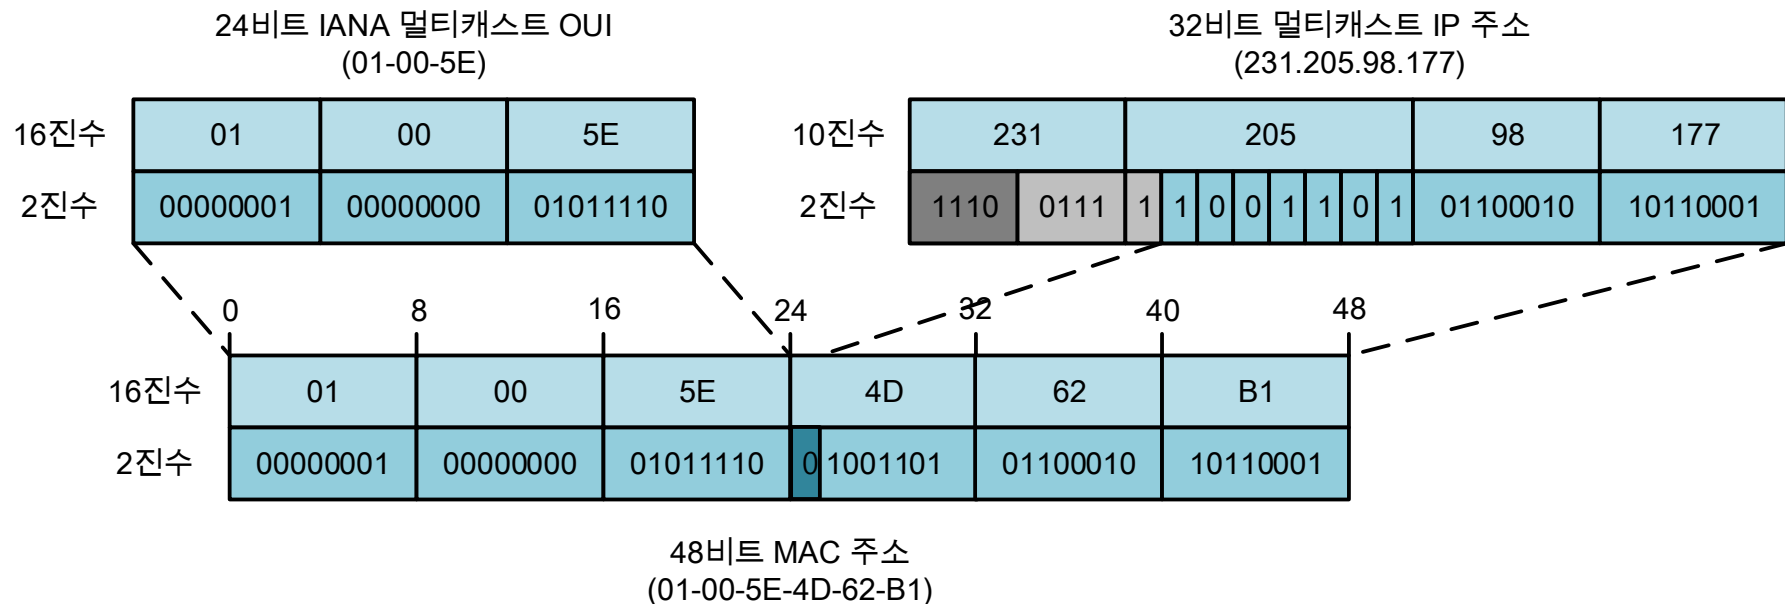 24비트 IANA 멀티캐스트 OUI
(01-00-5E)
32비트 멀티캐스트 IP 주소
(231.205.98.177)
16진수 01 00 5E
2진수 00000001 00000000 01011110
10진수 231 205 98 177
2진수 1110 0111 1 1 0 0 1 1 0 1 01100010 10110001
0 8 16 24 32 40 48
16진수 01 00 5E 4D 62 B1
2진수 00000001 00000000 01011110 0 1001101 01100010 10110001
48비트 MAC 주소
(01-00-5E-4D-62-B1)